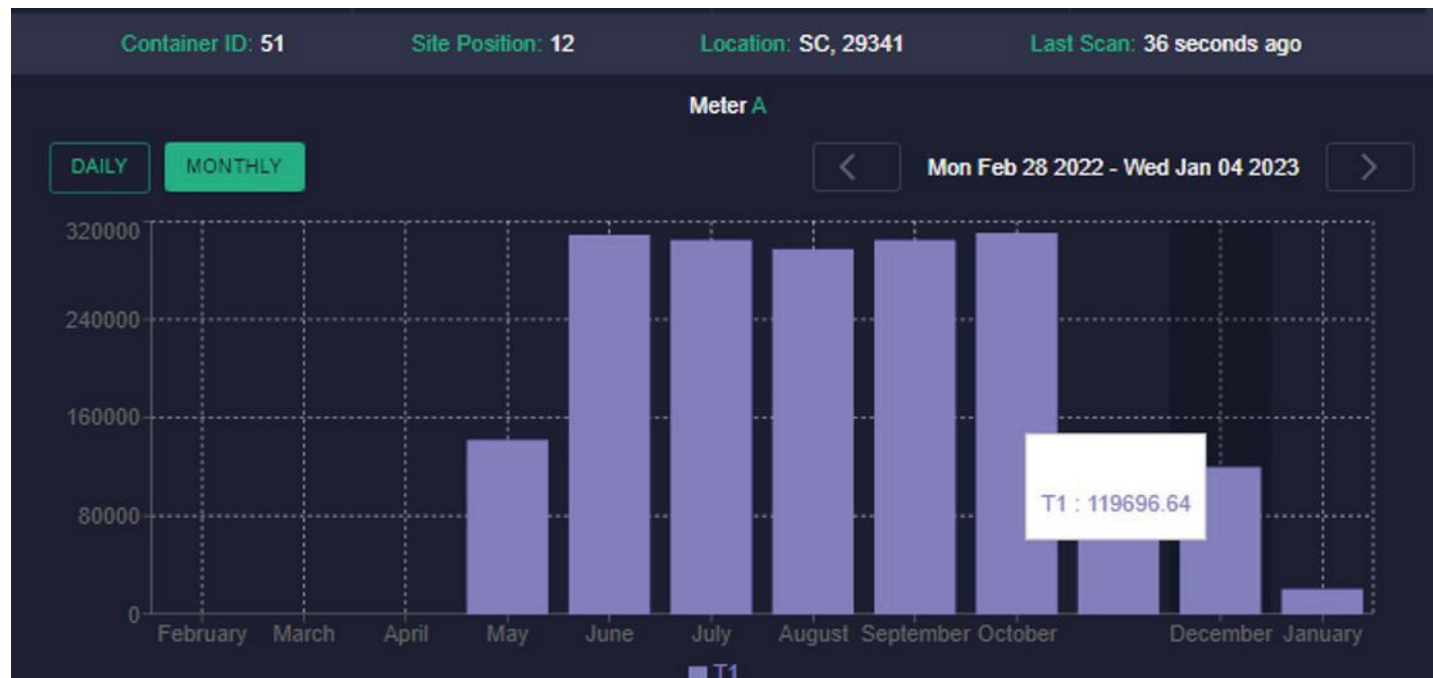 Container ID: 51 Site Position: 12 Location: SC, 29341 Last Scan: 36 seconds ago
Meter A
DAILY MONTHLY < Mon Feb 28 2022 - Wed Jan 04 2023 >
320000
240000
160000
T1 : 119696.64
80000
0
February March April May June July August September October December January
T1